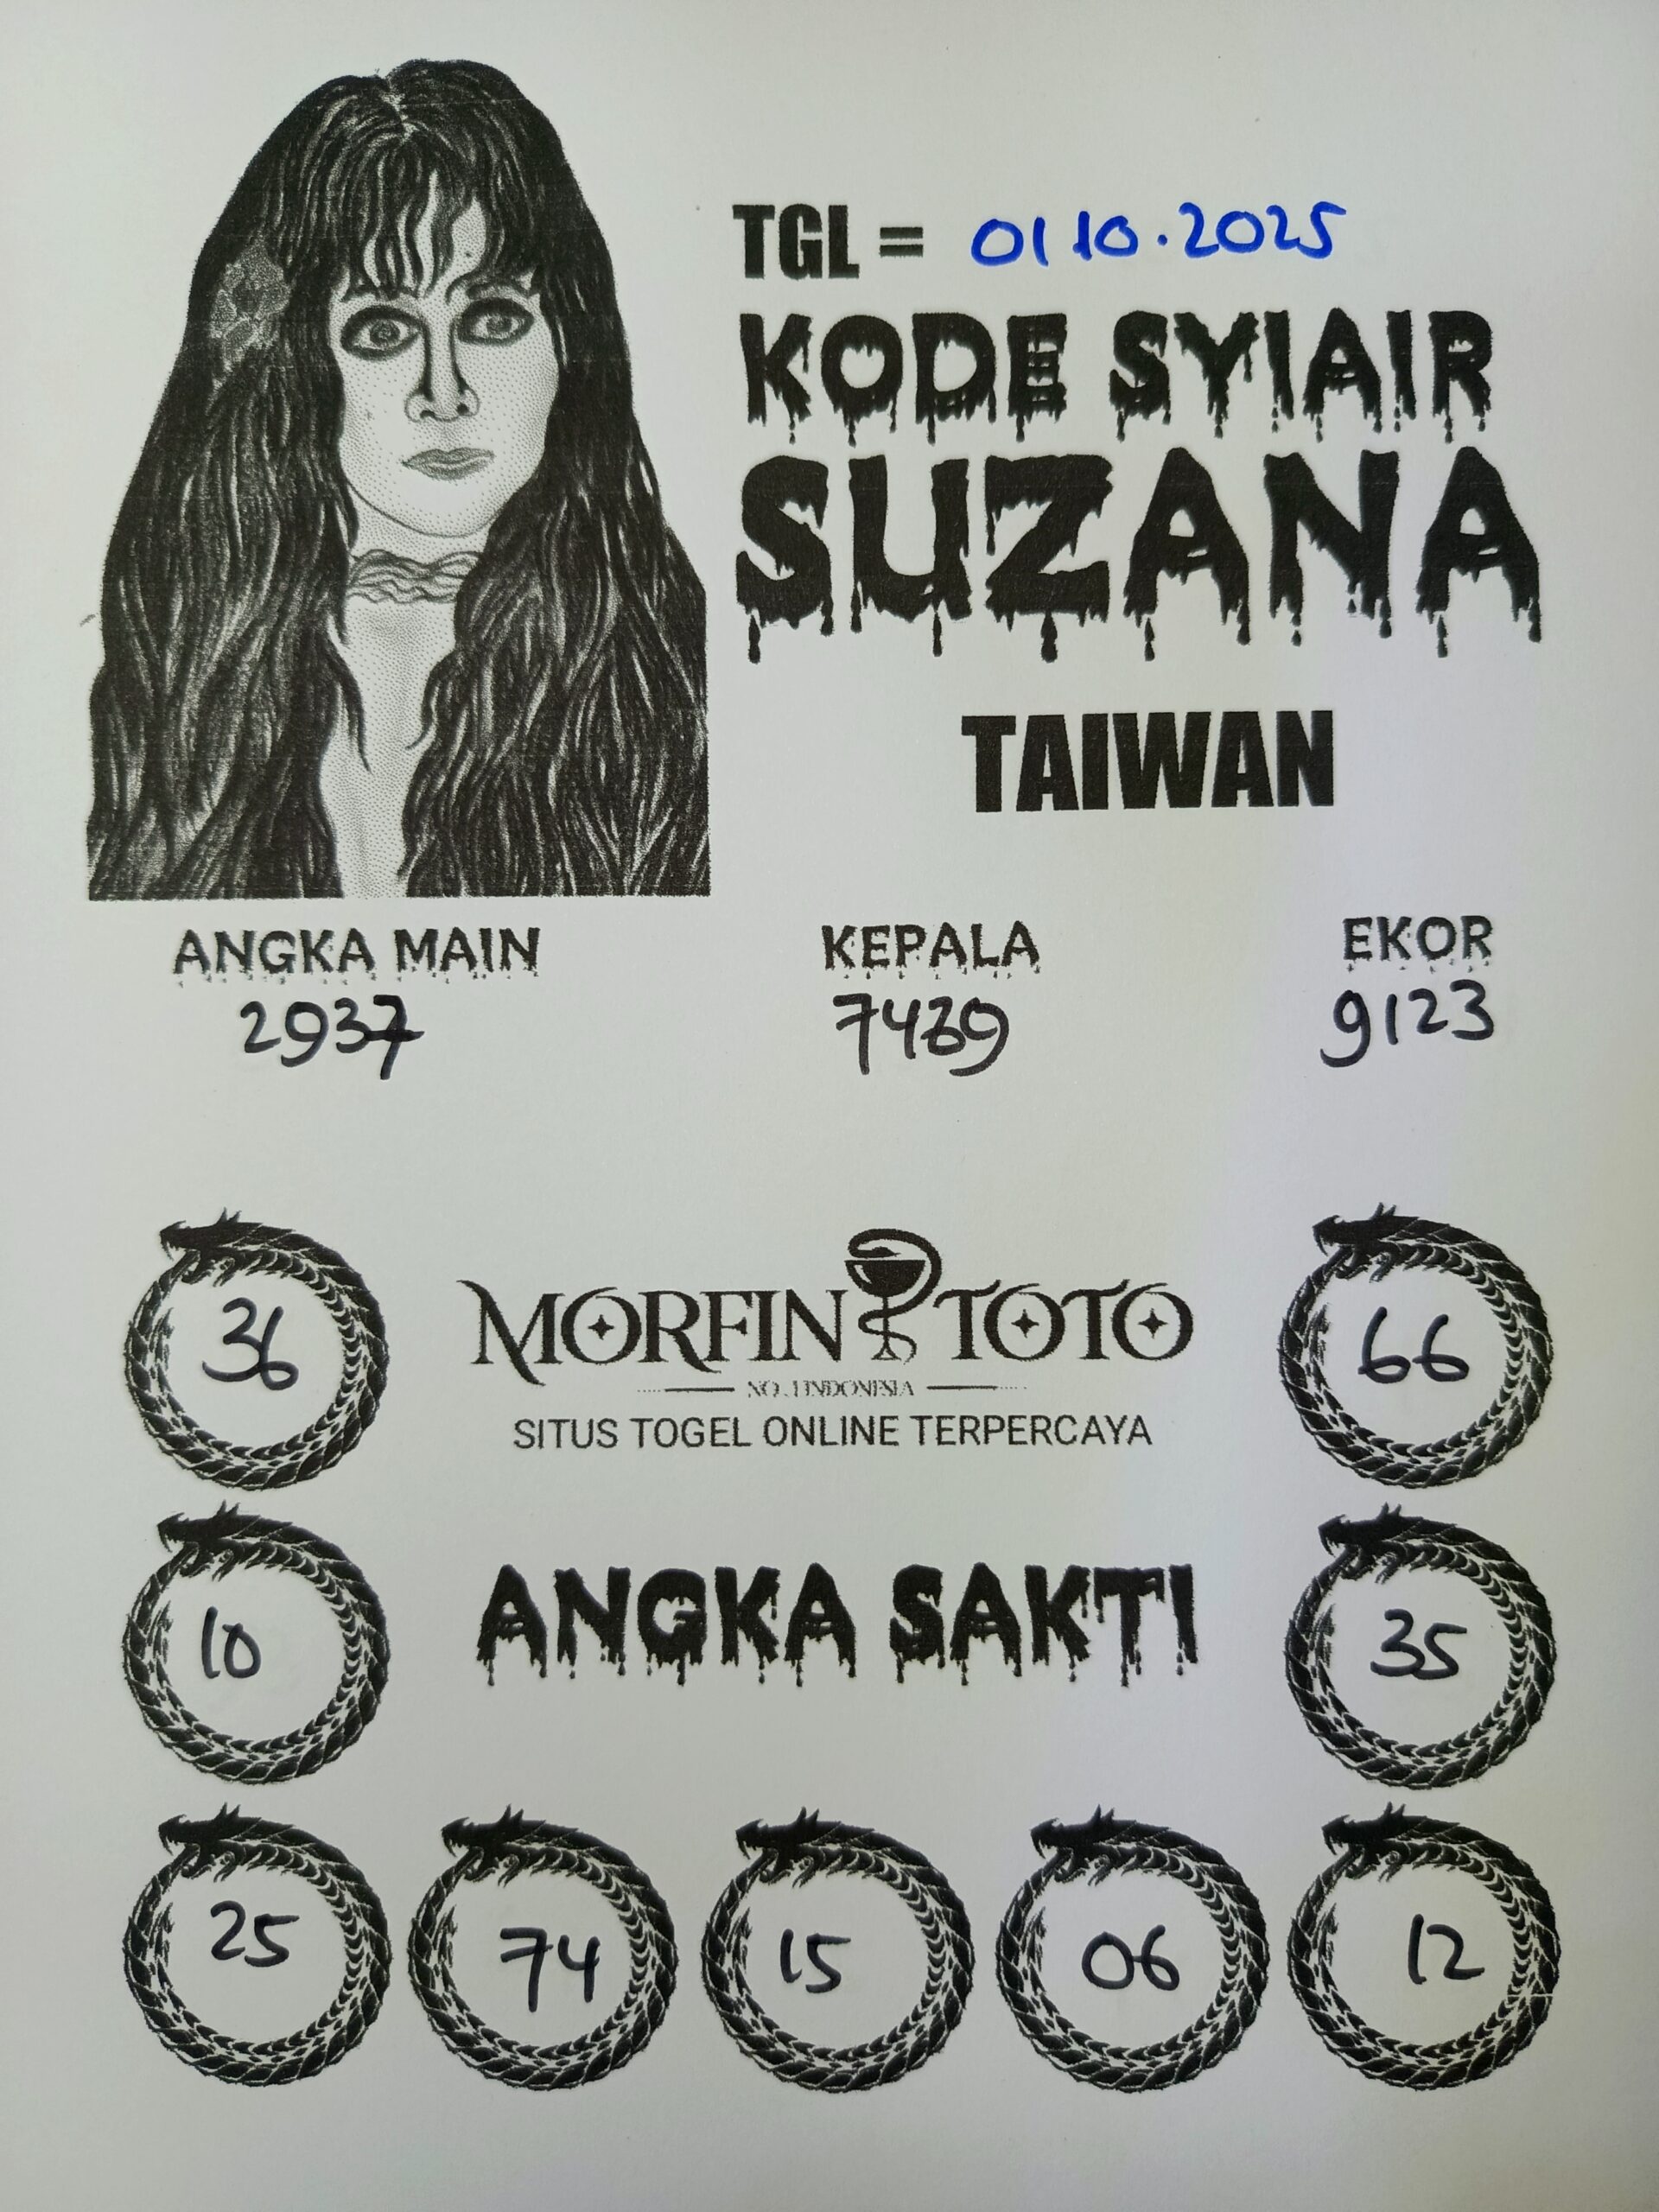 TGL = 01 10.2025
KODE SYIAIR
SUZANA
TAIWAN
ANGKA MAIN KEPALA EKOR
2937 7439 9123
36 MORFIN TOTO 66
NO. 1 INDONESIA
SITUS TOGEL ONLINE TERPERCAYA
10 ANGKA SAKTI 35
25 74 15 06 12